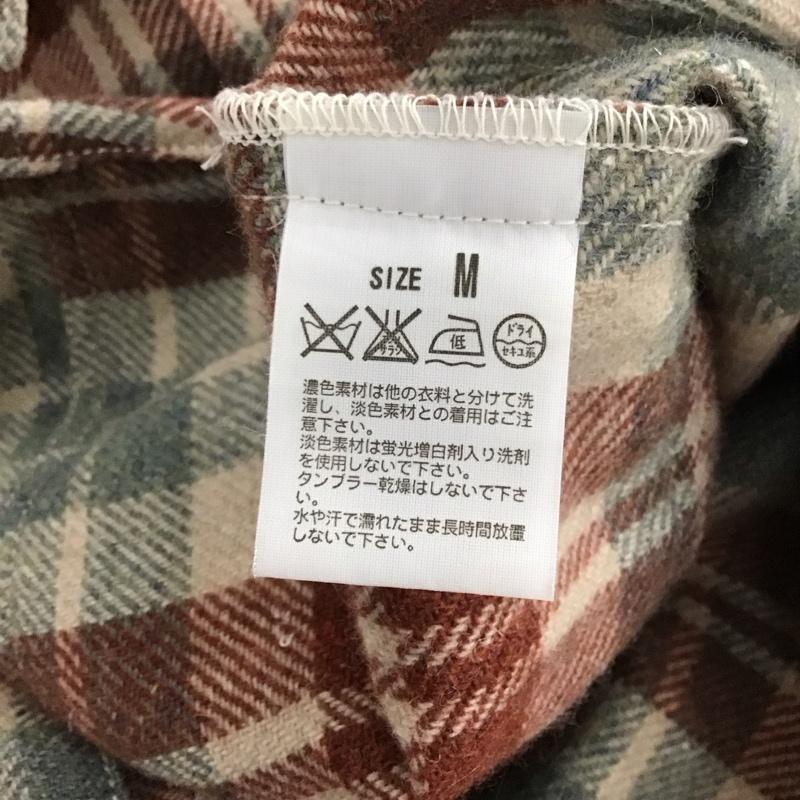 SIZE M
サラシ 低 ドライ
セキユ系
濃色素材は他の衣料と分けて洗
濯し、淡色素材との着用はご注
意下さい。
淡色素材は蛍光増白剤入り洗剤
を使用しないで下さい。
タンブラー乾燥はしないで下さ
い。
水や汗で濡れたまま長時間放置
しないで下さい。